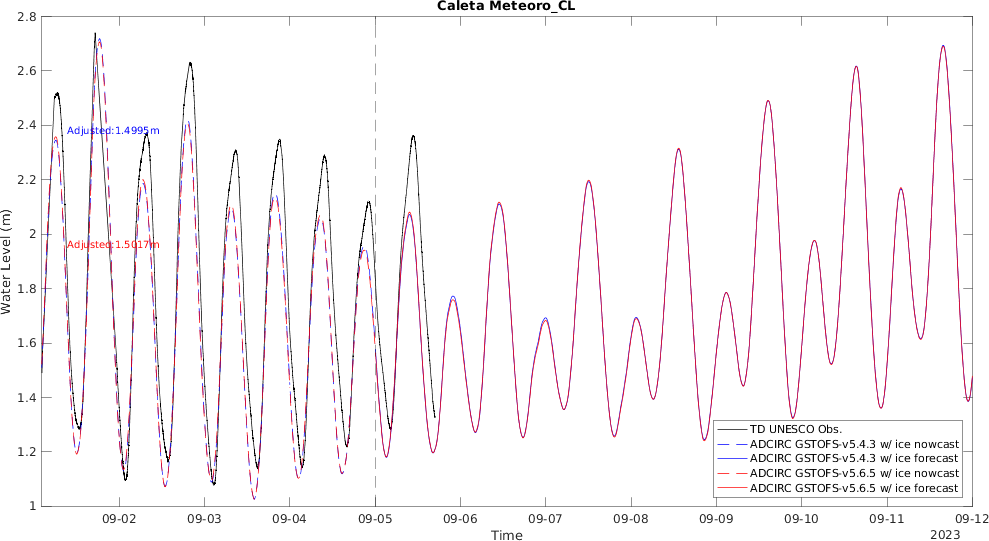 Caleta Meteoro_CL
Water Level (m)
2.8
2.6
2.4
2.2
2
1.8
1.6
1.4
1.2
1
Adjusted:1.4995m
Adjusted:1.5017m
TD UNESCO Obs.
ADCIRC GSTOFS-v5.4.3 w/ ice nowcast
ADCIRC GSTOFS-v5.4.3 w/ ice forecast
ADCIRC GSTOFS-v5.6.5 w/ ice nowcast
ADCIRC GSTOFS-v5.6.5 w/ ice forecast
09-02 09-03 09-04 09-05 09-06 09-07 09-08 09-09 09-10 09-11 09-12
Time
2023